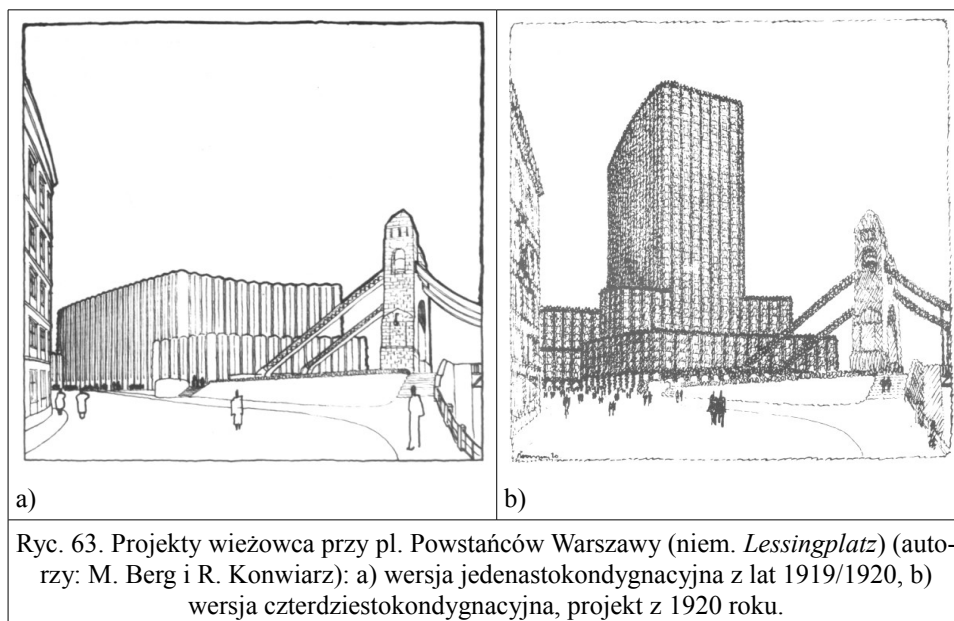 a)
b)
Ryc. 63. Projekty wieżowca przy pl. Powstańców Warszawy (niem. Lessingplatz) (auto-
rzy: M. Berg i R. Konwiarz): a) wersja jedenastokondygnacyjna z lat 1919/1920, b)
wersja czterdziestokondygnacyjna, projekt z 1920 roku.